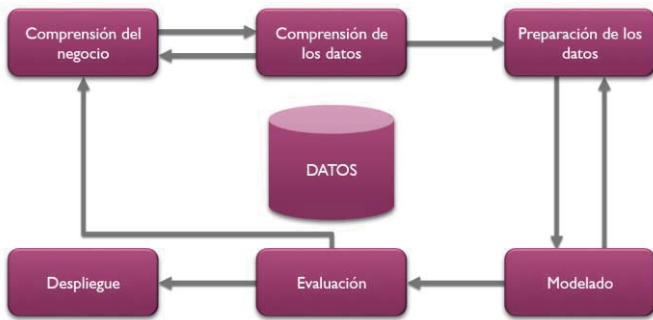 Comprensión del
negocio
Comprensión de
los datos
Preparación de los
datos
DATOS
Despliegue
Evaluación
Modelado